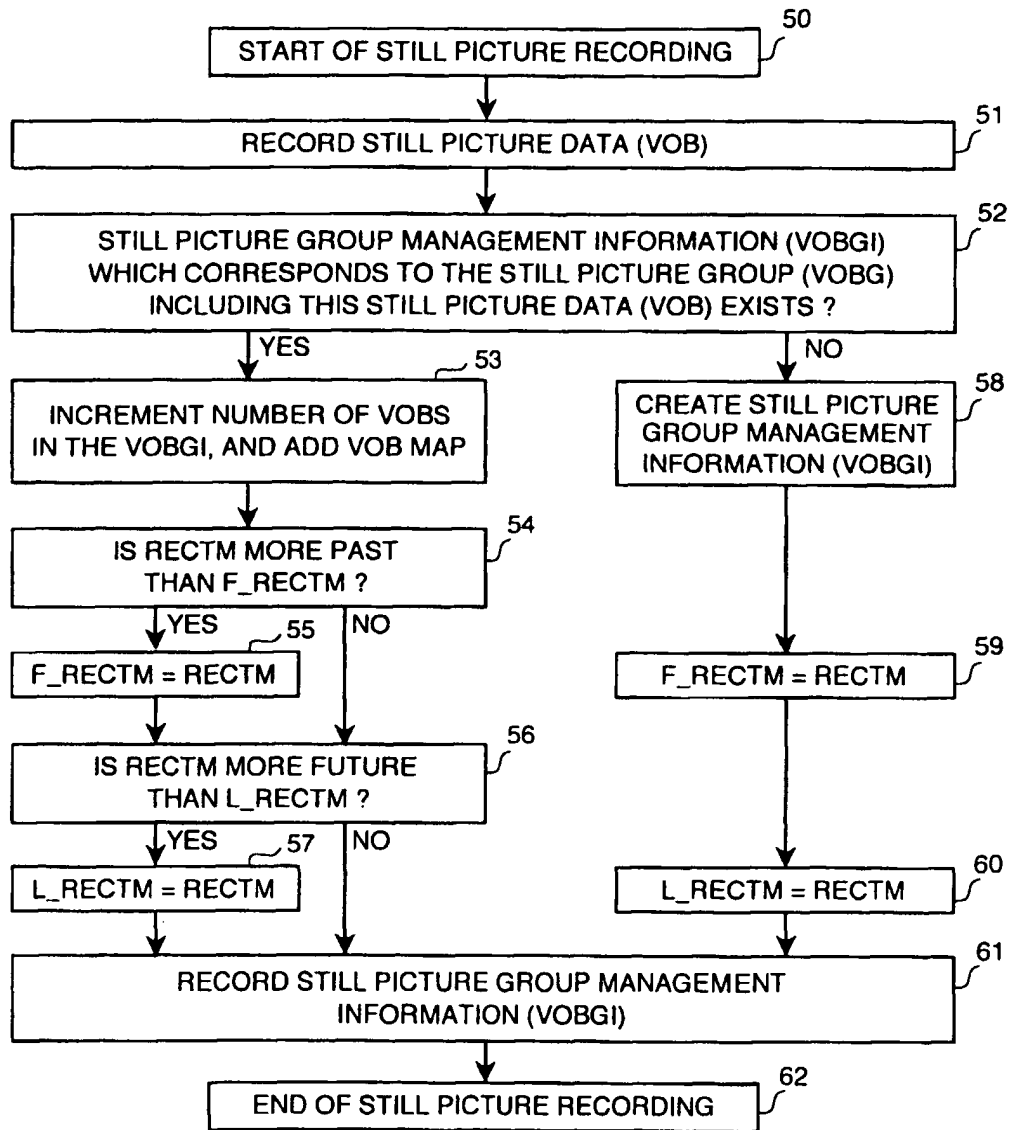 50
START OF STILL PICTURE RECORDING
51
RECORD STILL PICTURE DATA (VOB)
52
STILL PICTURE GROUP MANAGEMENT INFORMATION (VOBGI)
WHICH CORRESPONDS TO THE STILL PICTURE GROUP (VOBG)
INCLUDING THIS STILL PICTURE DATA (VOB) EXISTS ?
YES
NO
53
INCREMENT NUMBER OF VOBS
IN THE VOBGI, AND ADD VOB MAP
58
CREATE STILL PICTURE
GROUP MANAGEMENT
INFORMATION (VOBGI)
54
IS RECTM MORE PAST
THAN F_RECTM ?
YES
NO
55
F_RECTM = RECTM
59
F_RECTM = RECTM
56
IS RECTM MORE FUTURE
THAN L_RECTM ?
YES
NO
57
L_RECTM = RECTM
60
L_RECTM = RECTM
61
RECORD STILL PICTURE GROUP MANAGEMENT
INFORMATION (VOBGI)
62
END OF STILL PICTURE RECORDING